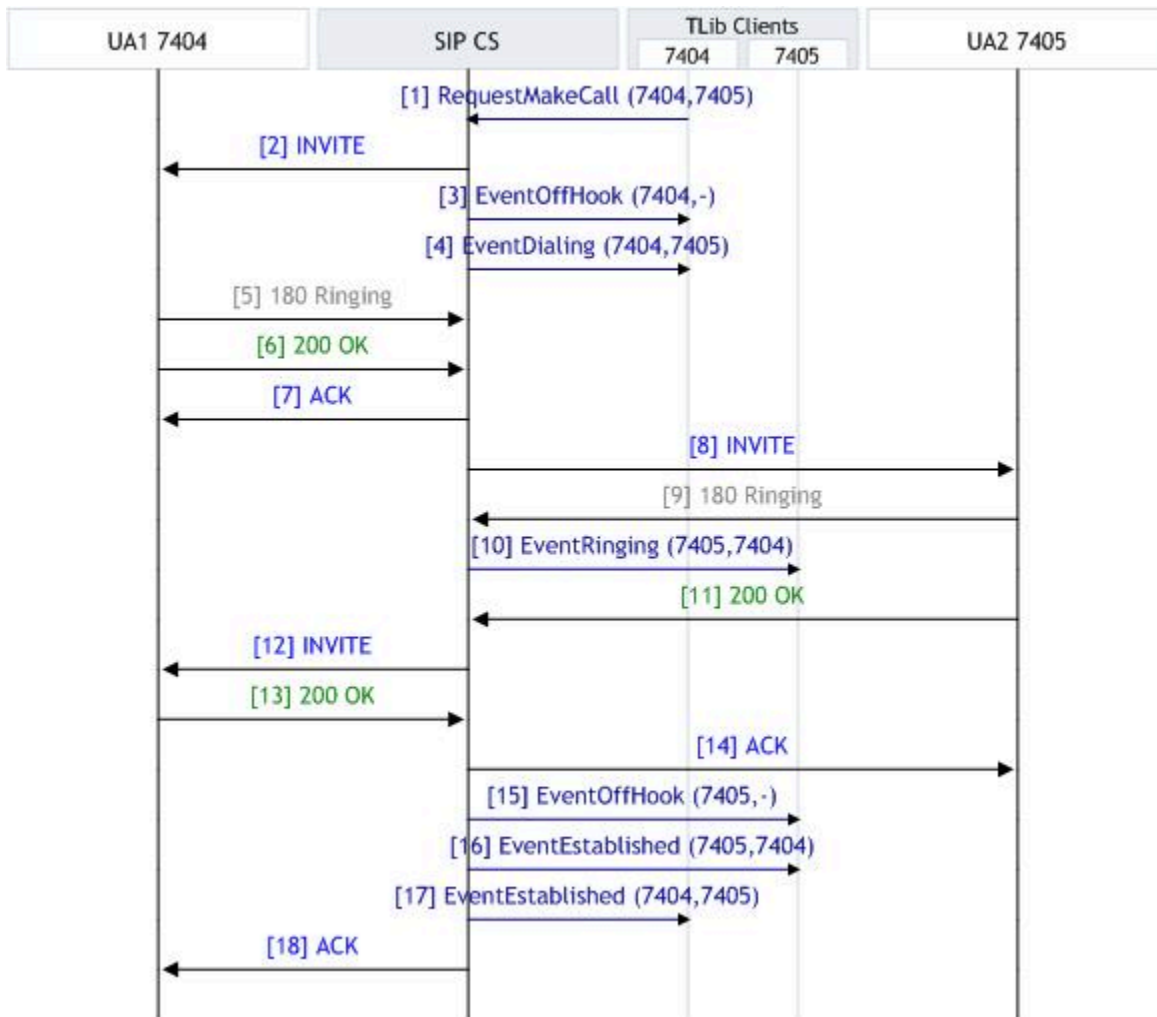 UA1 7404
SIP CS
TLib Clients
7404 7405
UA2 7405
[1] RequestMakeCall (7404,7405)
[2] INVITE
[3] EventOffHook (7404,-)
[4] EventDialing (7404,7405)
[5] 180 Ringing
[6] 200 OK
[7] ACK
[8] INVITE
[9] 180 Ringing
[10] EventRinging (7405,7404)
[11] 200 OK
[12] INVITE
[13] 200 OK
[14] ACK
[15] EventOffHook (7405,-)
[16] EventEstablished (7405,7404)
[17] EventEstablished (7404,7405)
[18] ACK